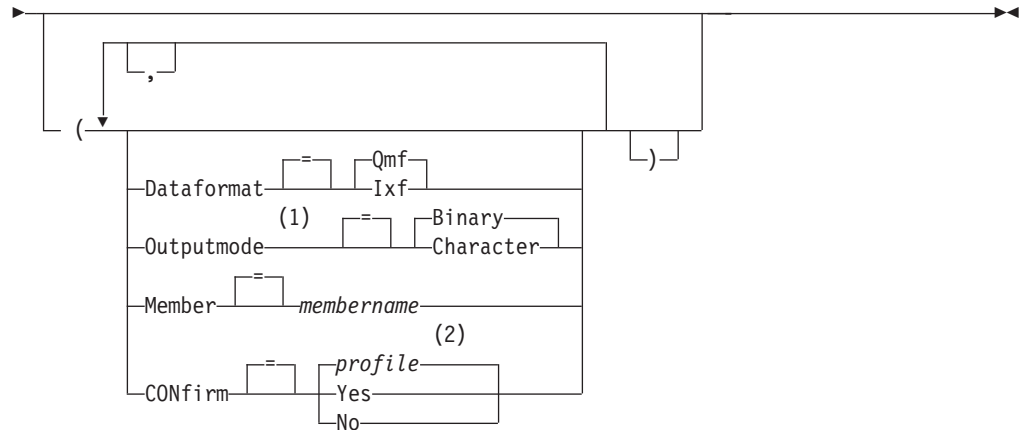 ,
(
)
= Qmf
Dataformat Ixf
(1)
= Binary
Outputmode Character
=
Member membername
(2)
= profile
CONfirm Yes
No